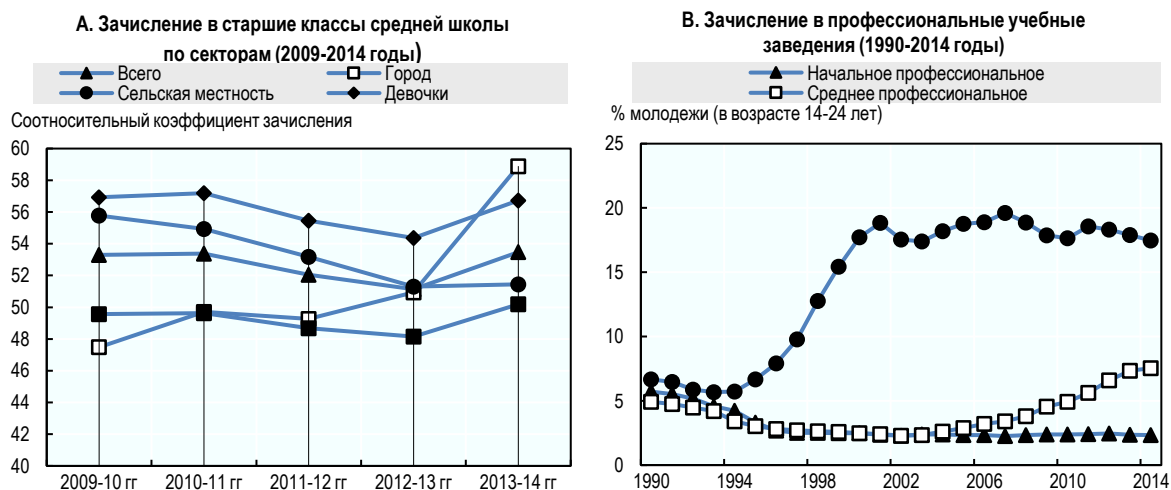 А. Зачисление в старшие классы средней школы
по секторам (2009-2014 годы)
Всего
Город
Сельская местность
Девочки
Соотносительный коэффициент зачисления
60
58
56
54
52
50
48
46
44
42
40
2009-10 гг
2010-11 гг
2011-12 гг
2012-13 гг
2013-14 гг
В. Зачисление в профессиональные учебные
заведения (1990-2014 годы)
Начальное профессиональное
Среднее профессиональное
% молодежи (в возрасте 14-24 лет)
25
20
15
10
5
0
1990
1994
1998
2002
2006
2010
2014